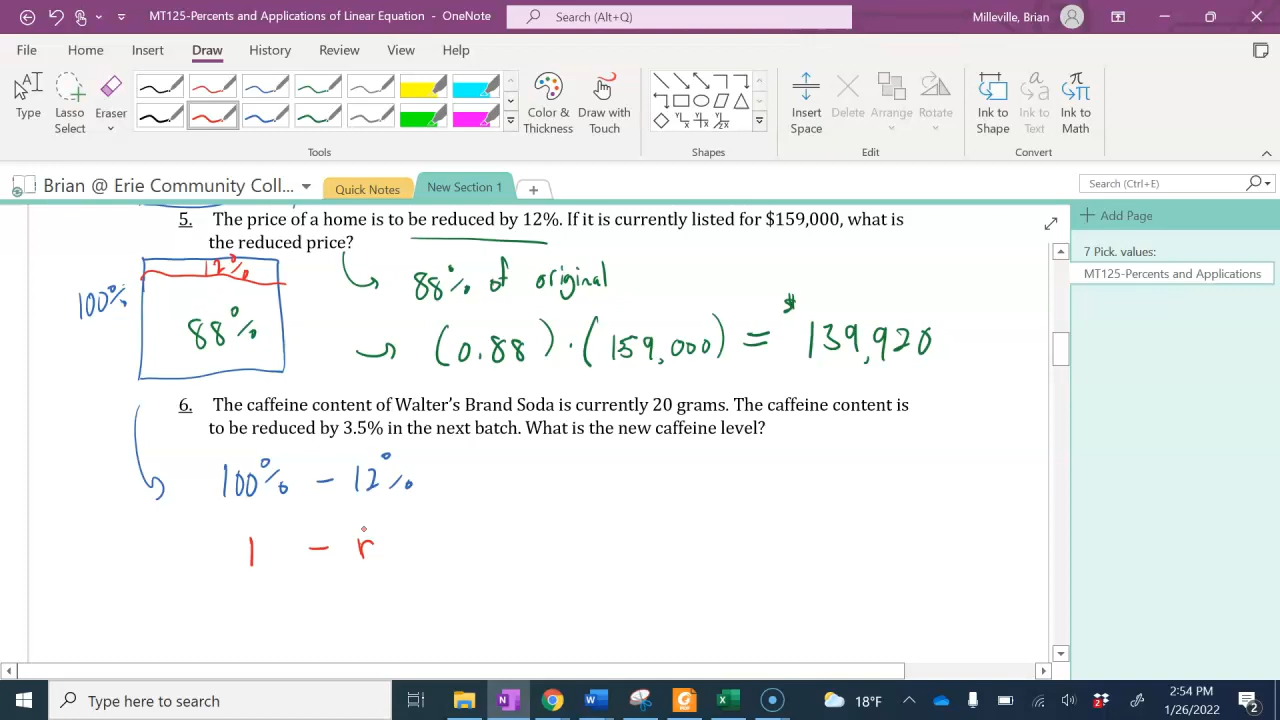 MT125-Percents and Applications of Linear Equation - OneNote
Search (Alt+Q)
Milleville, Brian
File Home Insert Draw History Review View Help
Type
Lasso Select
Eraser
Color & Thickness
Draw with Touch
Insert Space
Delete
Arrange
Rotate
Ink to Shape
Ink to Text
Ink to Math
Tools
Shapes
Edit
Convert
Brian @ Erie Community Coll...
Quick Notes
New Section 1
Search (Ctrl+E)
Add Page
7 Pick. values:
MT125-Percents and Applications
5. The price of a home is to be reduced by 12%. If it is currently listed for $159,000, what is
the reduced price?
12%
100%
88%
88% of original
(0.88) · (159,000) = $139,920
6. The caffeine content of Walter's Brand Soda is currently 20 grams. The caffeine content is
to be reduced by 3.5% in the next batch. What is the new caffeine level?
100% - 12%
1 - r
Type here to search
18°F
2:54 PM
1/26/2022
2
2